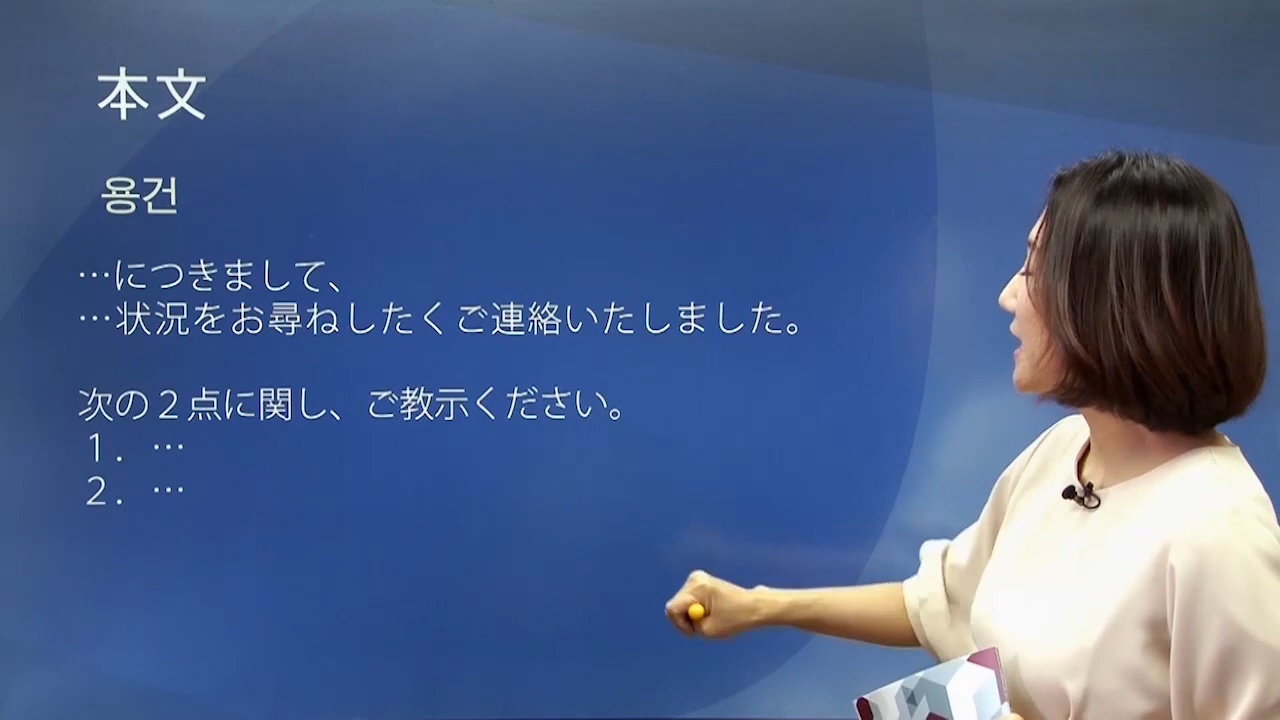 本文
용건
…につきまして、
…状況をお尋ねしたくご連絡いたしました。
次の２点に関し、ご教示ください。
１．…
２．…